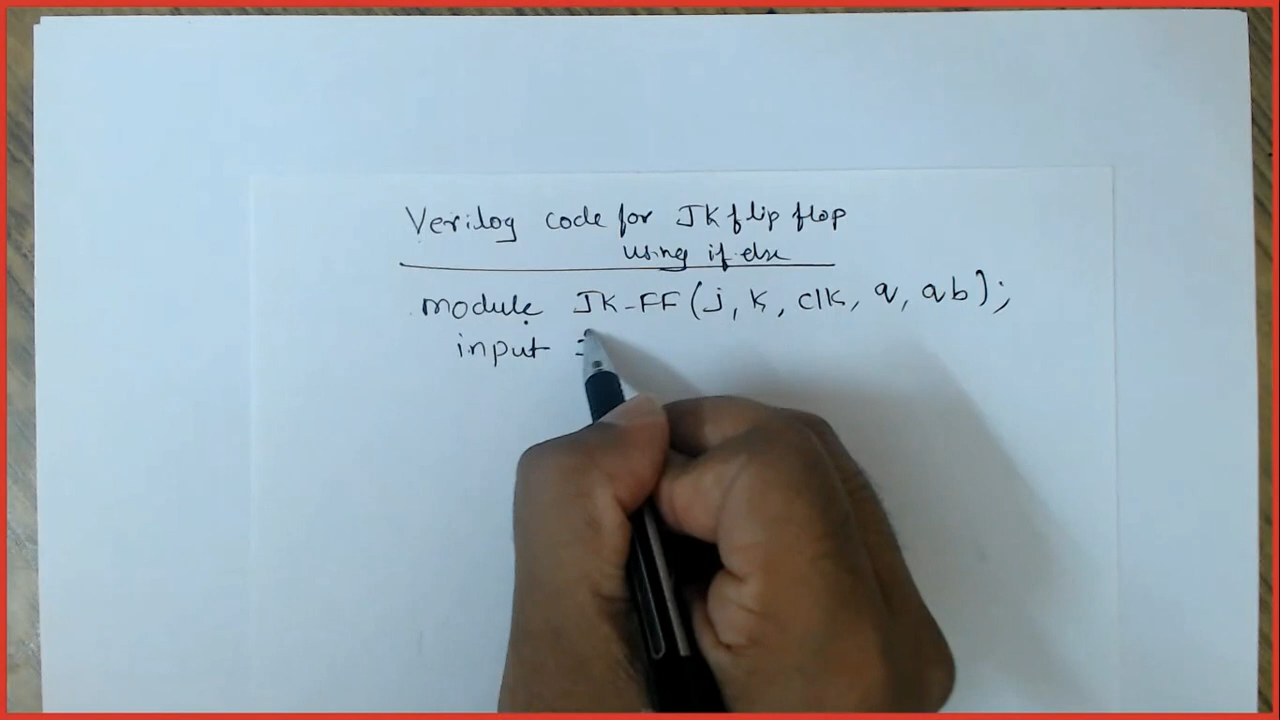 Verilog code for JK flip flop
using if else
module JK-FF(j, k, clk, q, qb);
input